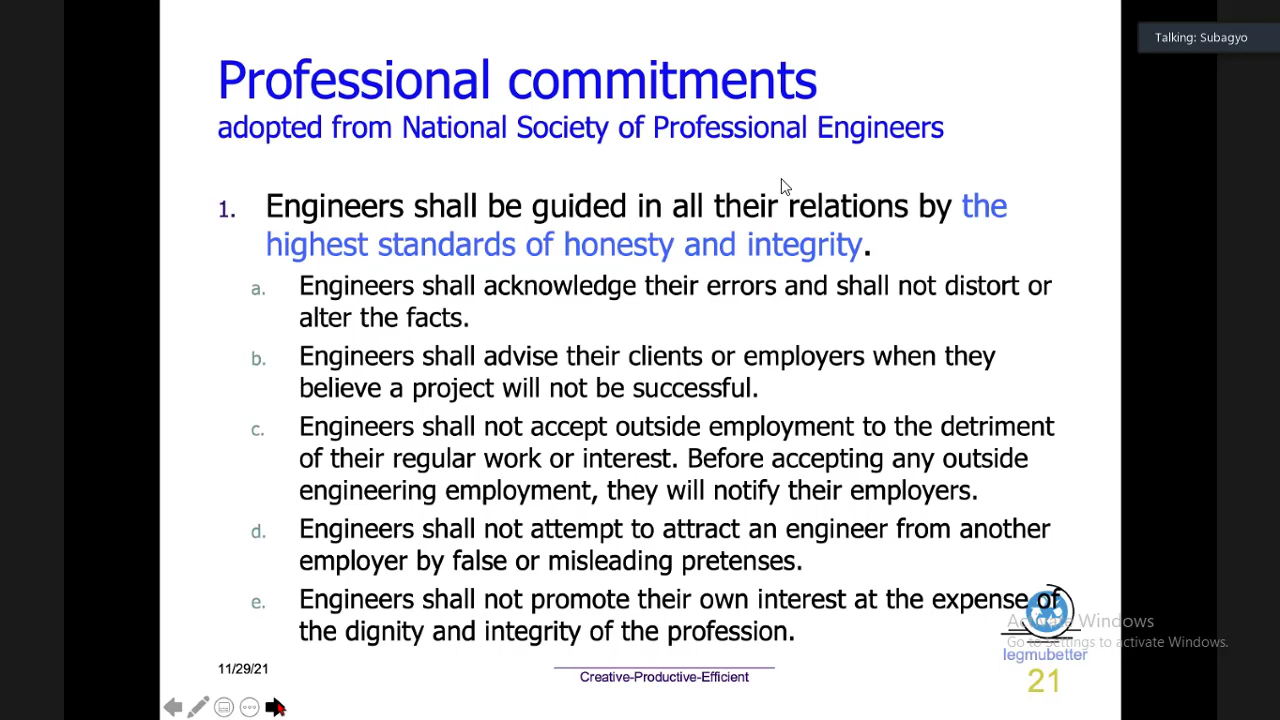 Talking: Subagyo
Professional commitments
adopted from National Society of Professional Engineers
1. Engineers shall be guided in all their relations by the
highest standards of honesty and integrity.
a. Engineers shall acknowledge their errors and shall not distort or
alter the facts.
b. Engineers shall advise their clients or employers when they
believe a project will not be successful.
c. Engineers shall not accept outside employment to the detriment
of their regular work or interest. Before accepting any outside
engineering employment, they will notify their employers.
d. Engineers shall not attempt to attract an engineer from another
employer by false or misleading pretenses.
e. Engineers shall not promote their own interest at the expense of
the dignity and integrity of the profession.
Activate Windows
Go to Settings to activate Windows.
legmubetter
11/29/21
Creative-Productive-Efficient
21